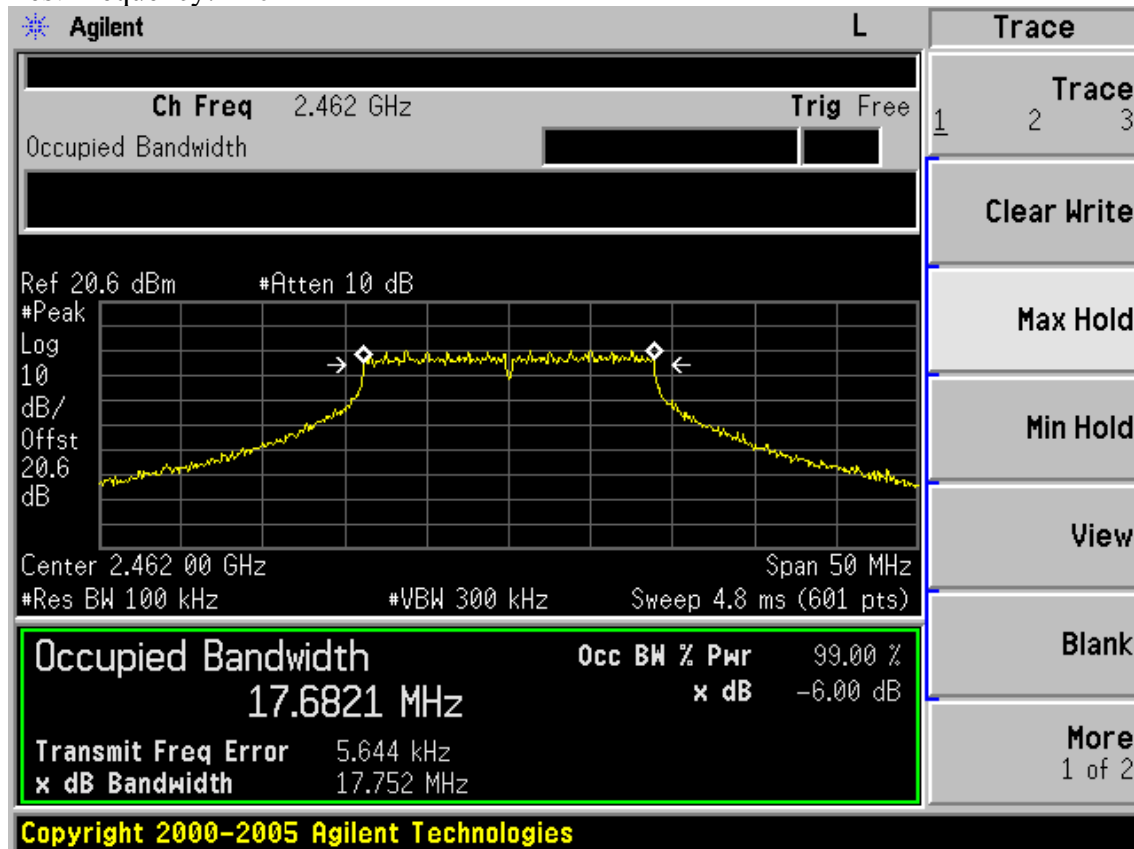 Agilent
L
Trace
Ch Freq 2.462 GHz
Trig Free
Occupied Bandwidth
Trace
1 2 3
Clear Write
Max Hold
Min Hold
View
Blank
More
1 of 2
Ref 20.6 dBm #Atten 10 dB
#Peak
Log
10
dB/
Offst
20.6
dB
Center 2.462 00 GHz Span 50 MHz
#Res BW 100 kHz #VBW 300 kHz Sweep 4.8 ms (601 pts)
Occupied Bandwidth
17.6821 MHz
Occ BW % Pwr 99.00 %
x dB -6.00 dB
Transmit Freq Error 5.644 kHz
x dB Bandwidth 17.752 MHz
Copyright 2000-2005 Agilent Technologies